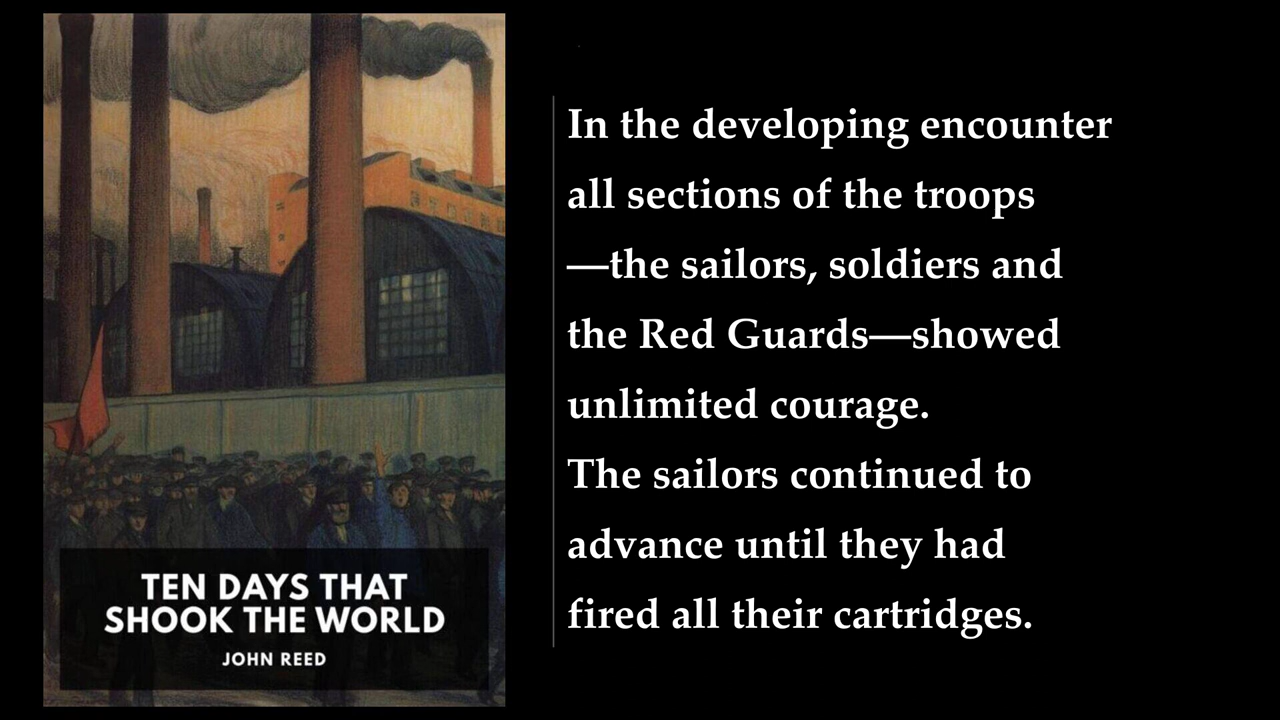 TEN DAYS THAT
SHOOK THE WORLD
JOHN REED
In the developing encounter
all sections of the troops
—the sailors, soldiers and
the Red Guards—showed
unlimited courage.
The sailors continued to
advance until they had
fired all their cartridges.